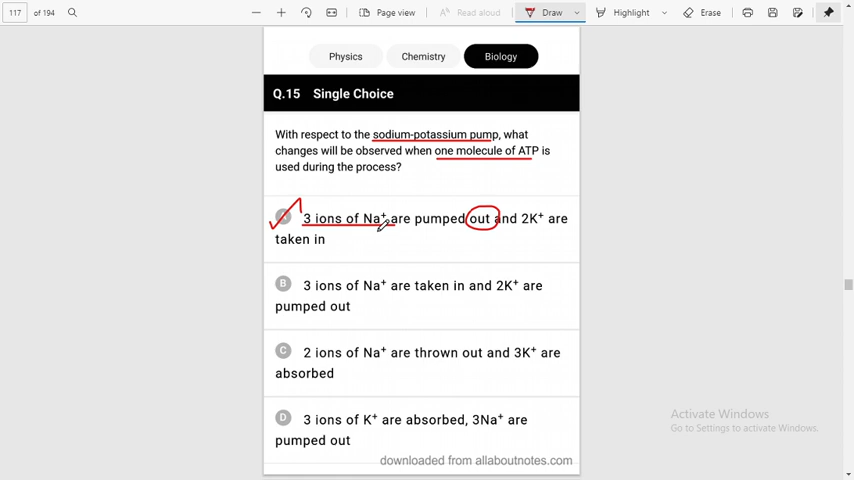 117 of 194 Page view Read aloud Draw Highlight Erase
Physics Chemistry Biology
Q.15 Single Choice
With respect to the sodium-potassium pump, what
changes will be observed when one molecule of ATP is
used during the process?
3 ions of Na⁺ are pumped out and 2K⁺ are
taken in
B 3 ions of Na⁺ are taken in and 2K⁺ are
pumped out
C 2 ions of Na⁺ are thrown out and 3K⁺ are
absorbed
D 3 ions of K⁺ are absorbed, 3Na⁺ are
pumped out
downloaded from allaboutnotes.com
Activate Windows
Go to Settings to activate Windows.